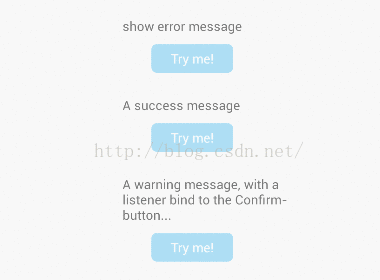 show error message
Try me!
A success message
Try me!
http://blog.csdn.net/
A warning message, with a
listener bind to the Confirm-
button...
Try me!